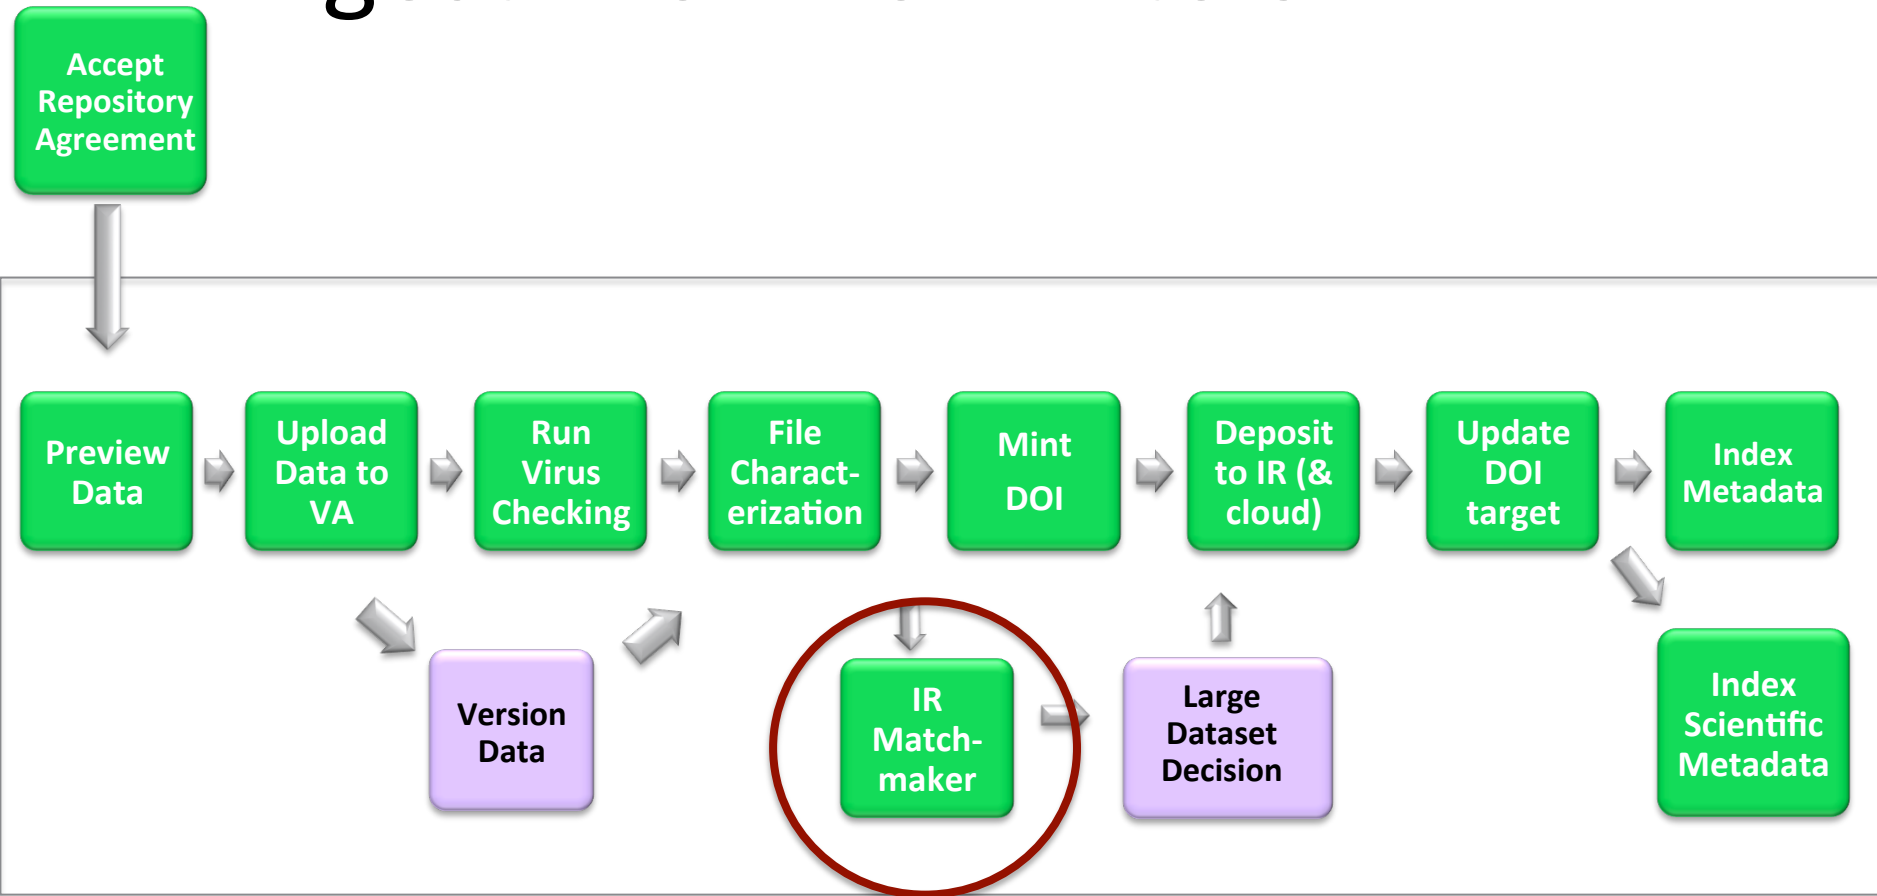 Accept
Repository
Agreement
Preview
Data
Upload
Data to
VA
Run
Virus
Checking
File
Charact-
erization
Mint
DOI
Deposit
to IR (&
cloud)
Update
DOI
target
Index
Metadata
Version
Data
IR
Match-
maker
Large
Dataset
Decision
Index
Scientific
Metadata